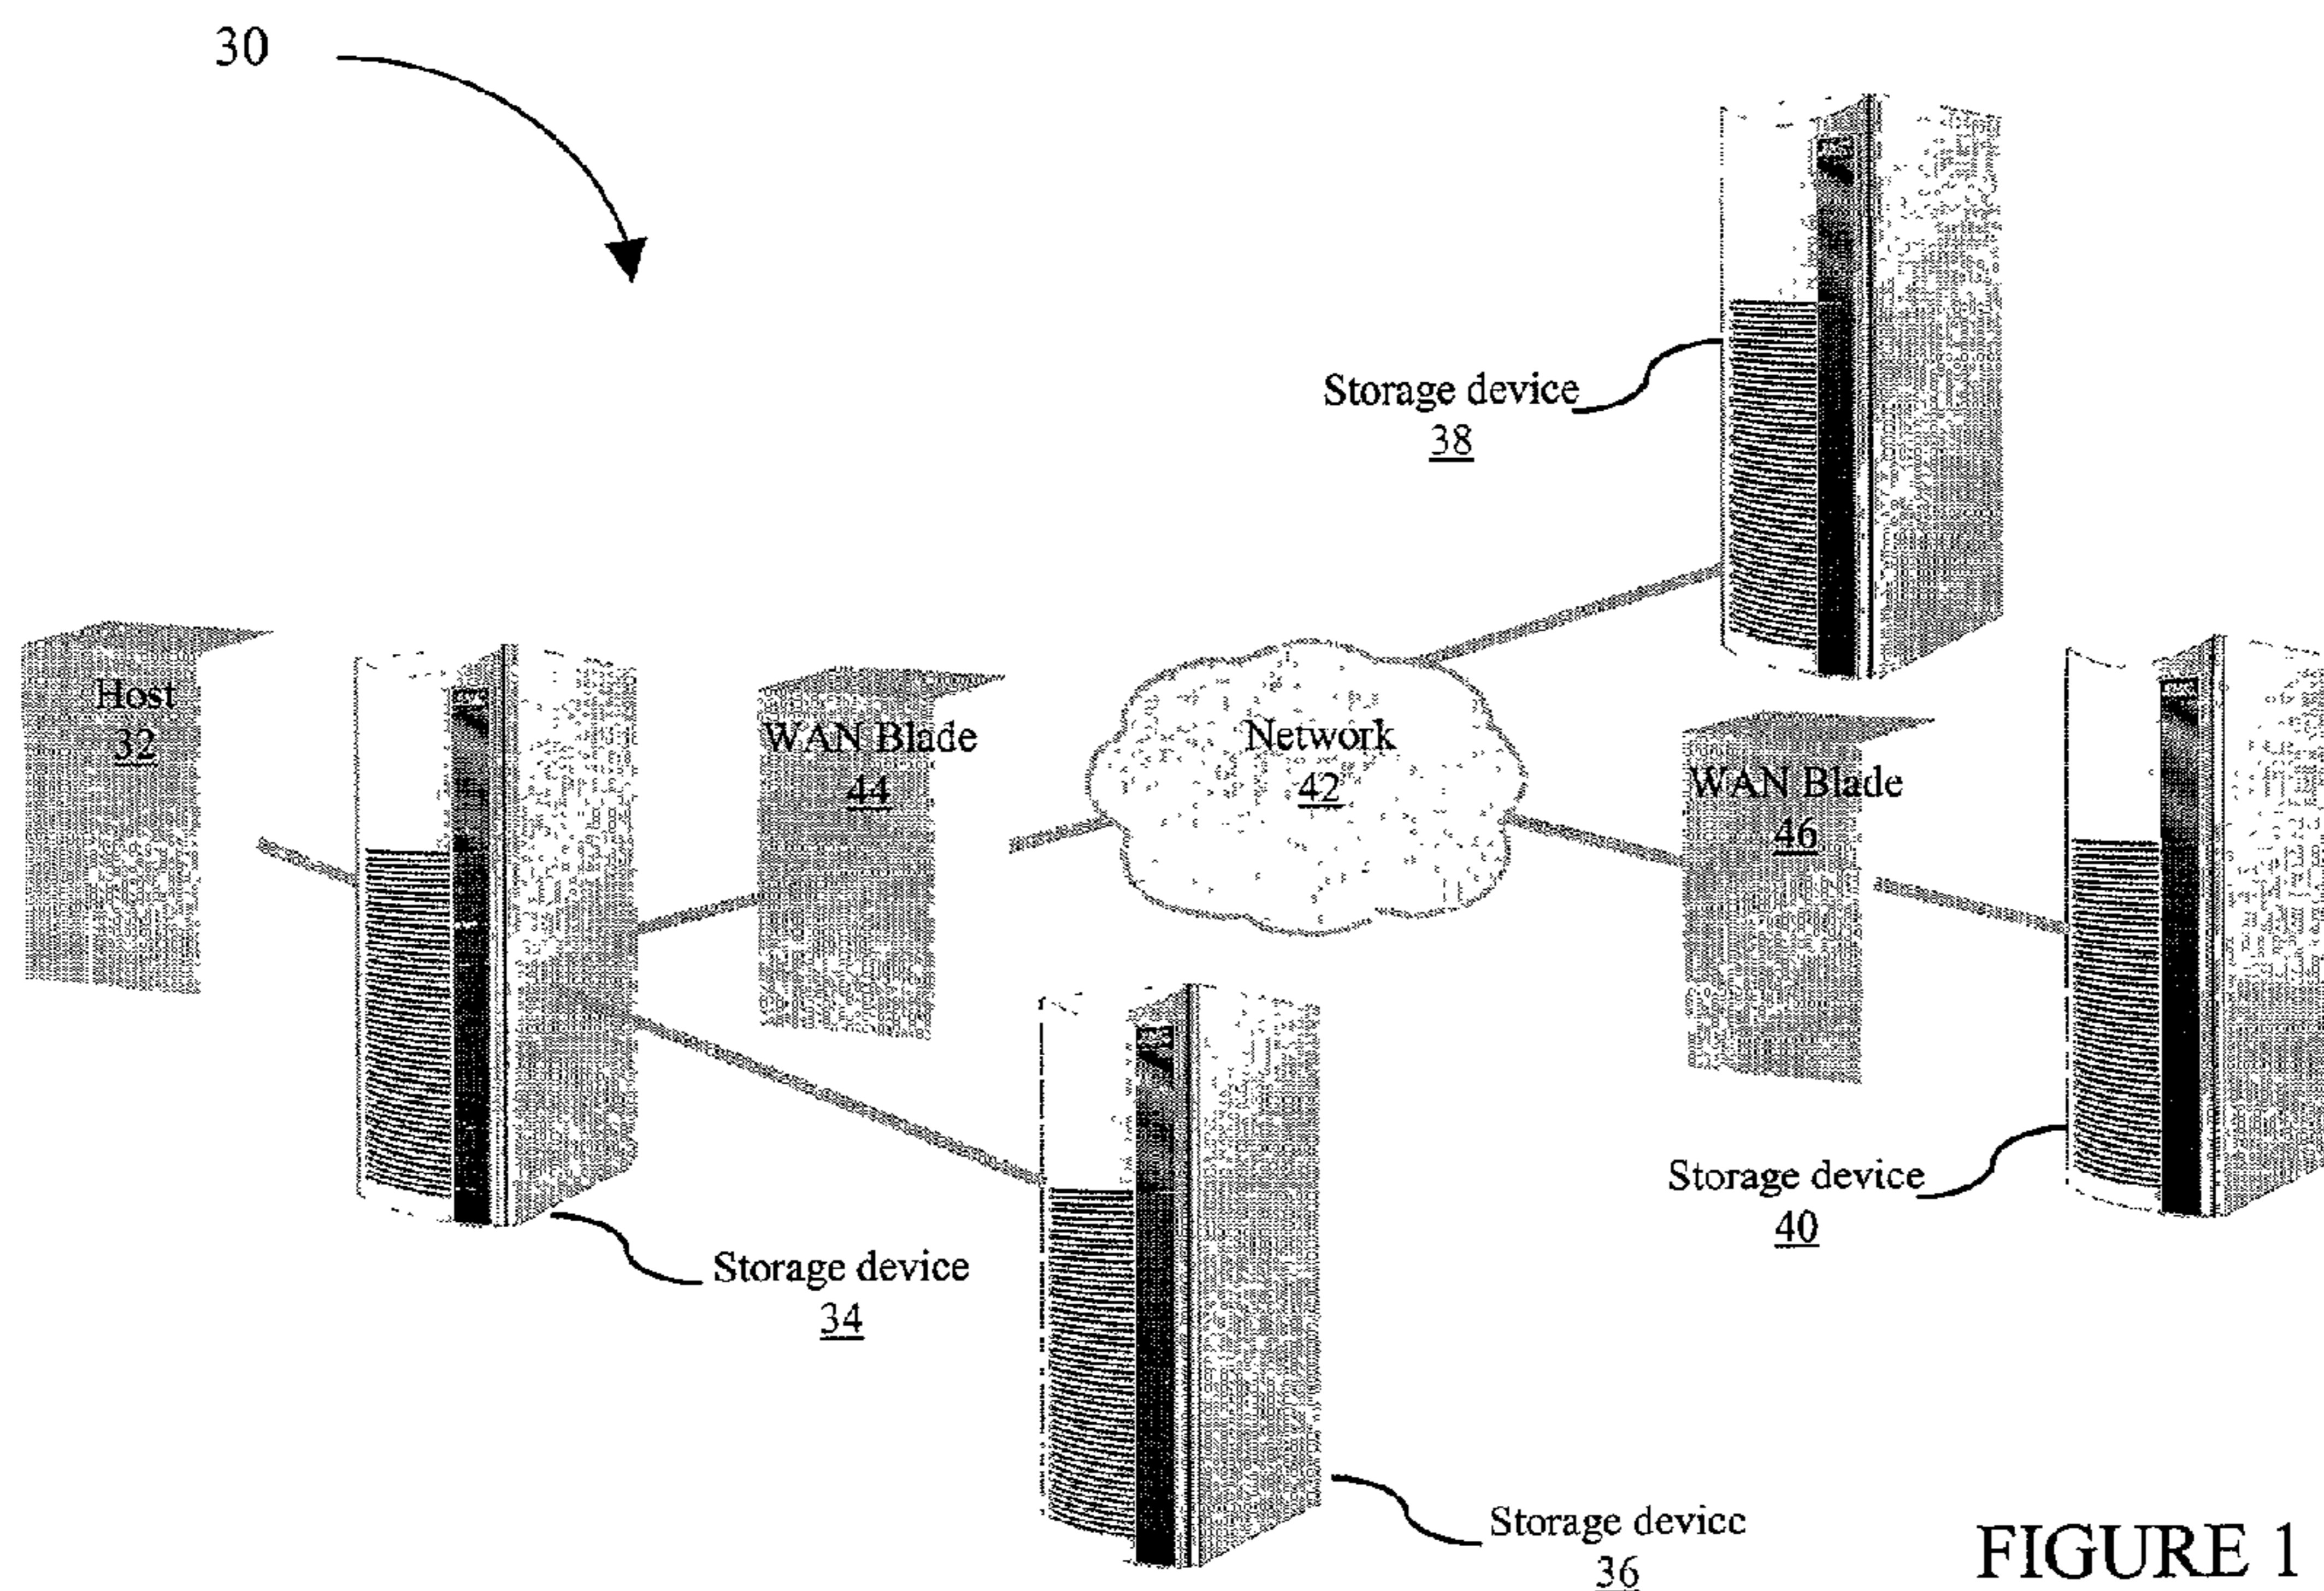 30
Storage device
38
Host
32
WAN Blade
44
Network
42
WAN Blade
46
Storage device
40
Storage device
34
Storage device
36
FIGURE 1